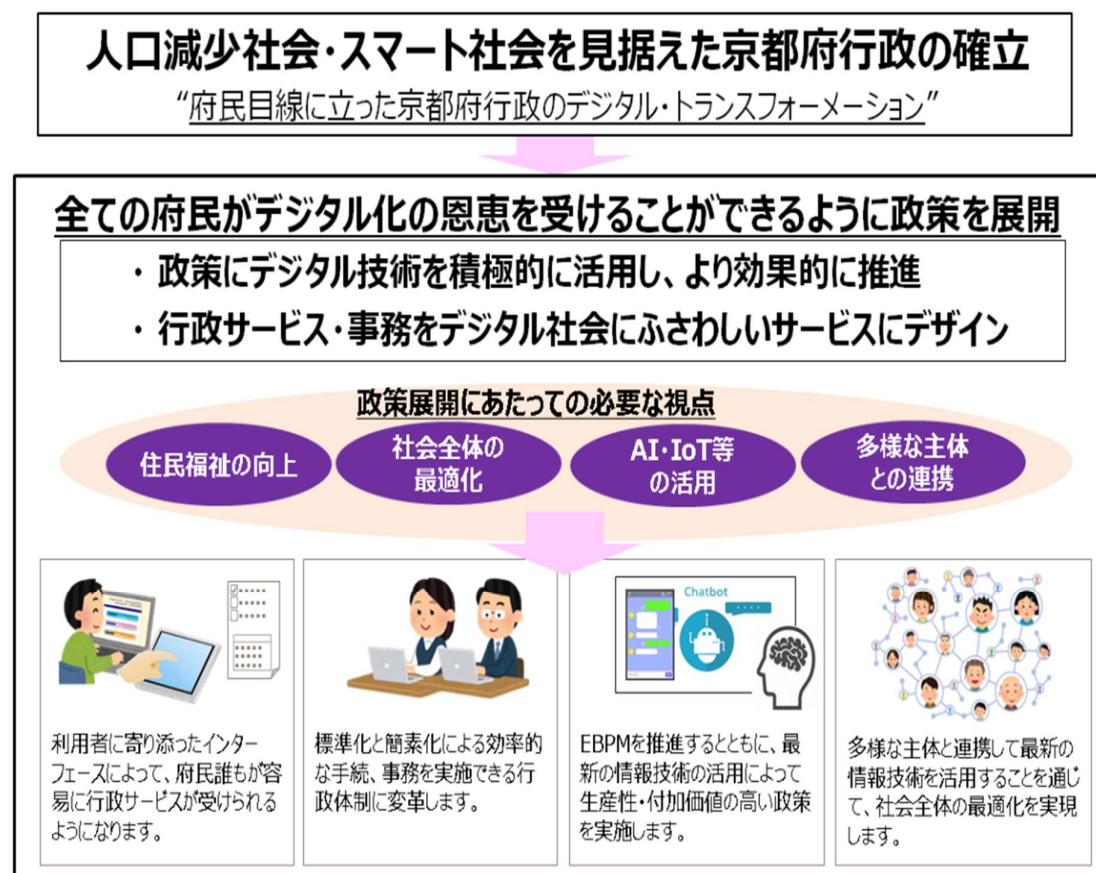 人口減少社会・スマート社会を見据えた京都府行政の確立
“府民目線に立った京都府行政のデジタル・トランスフォーメーション”
全ての府民がデジタル化の恩恵を受けることができるように政策を展開
・ 政策にデジタル技術を積極的に活用し、より効果的に推進
・ 行政サービス・事務をデジタル社会にふさわしいサービスにデザイン
政策展開にあたっての必要な視点
住民福祉の向上
社会全体の
最適化
AI・IoT等
の活用
多様な主体
との連携
利用者に寄り添ったインター
フェースによって、府民誰もが容
易に行政サービスが受けられる
ようになります。
標準化と簡素化による効率的
な手続、事務を実施できる行
政体制に変革します。
Chatbot
EBPMを推進するとともに、最
新の情報技術の活用によって
生産性・付加価値の高い政策
を実施します。
多様な主体と連携して最新の
情報技術を活用することを通じ
て、社会全体の最適化を実現
します。